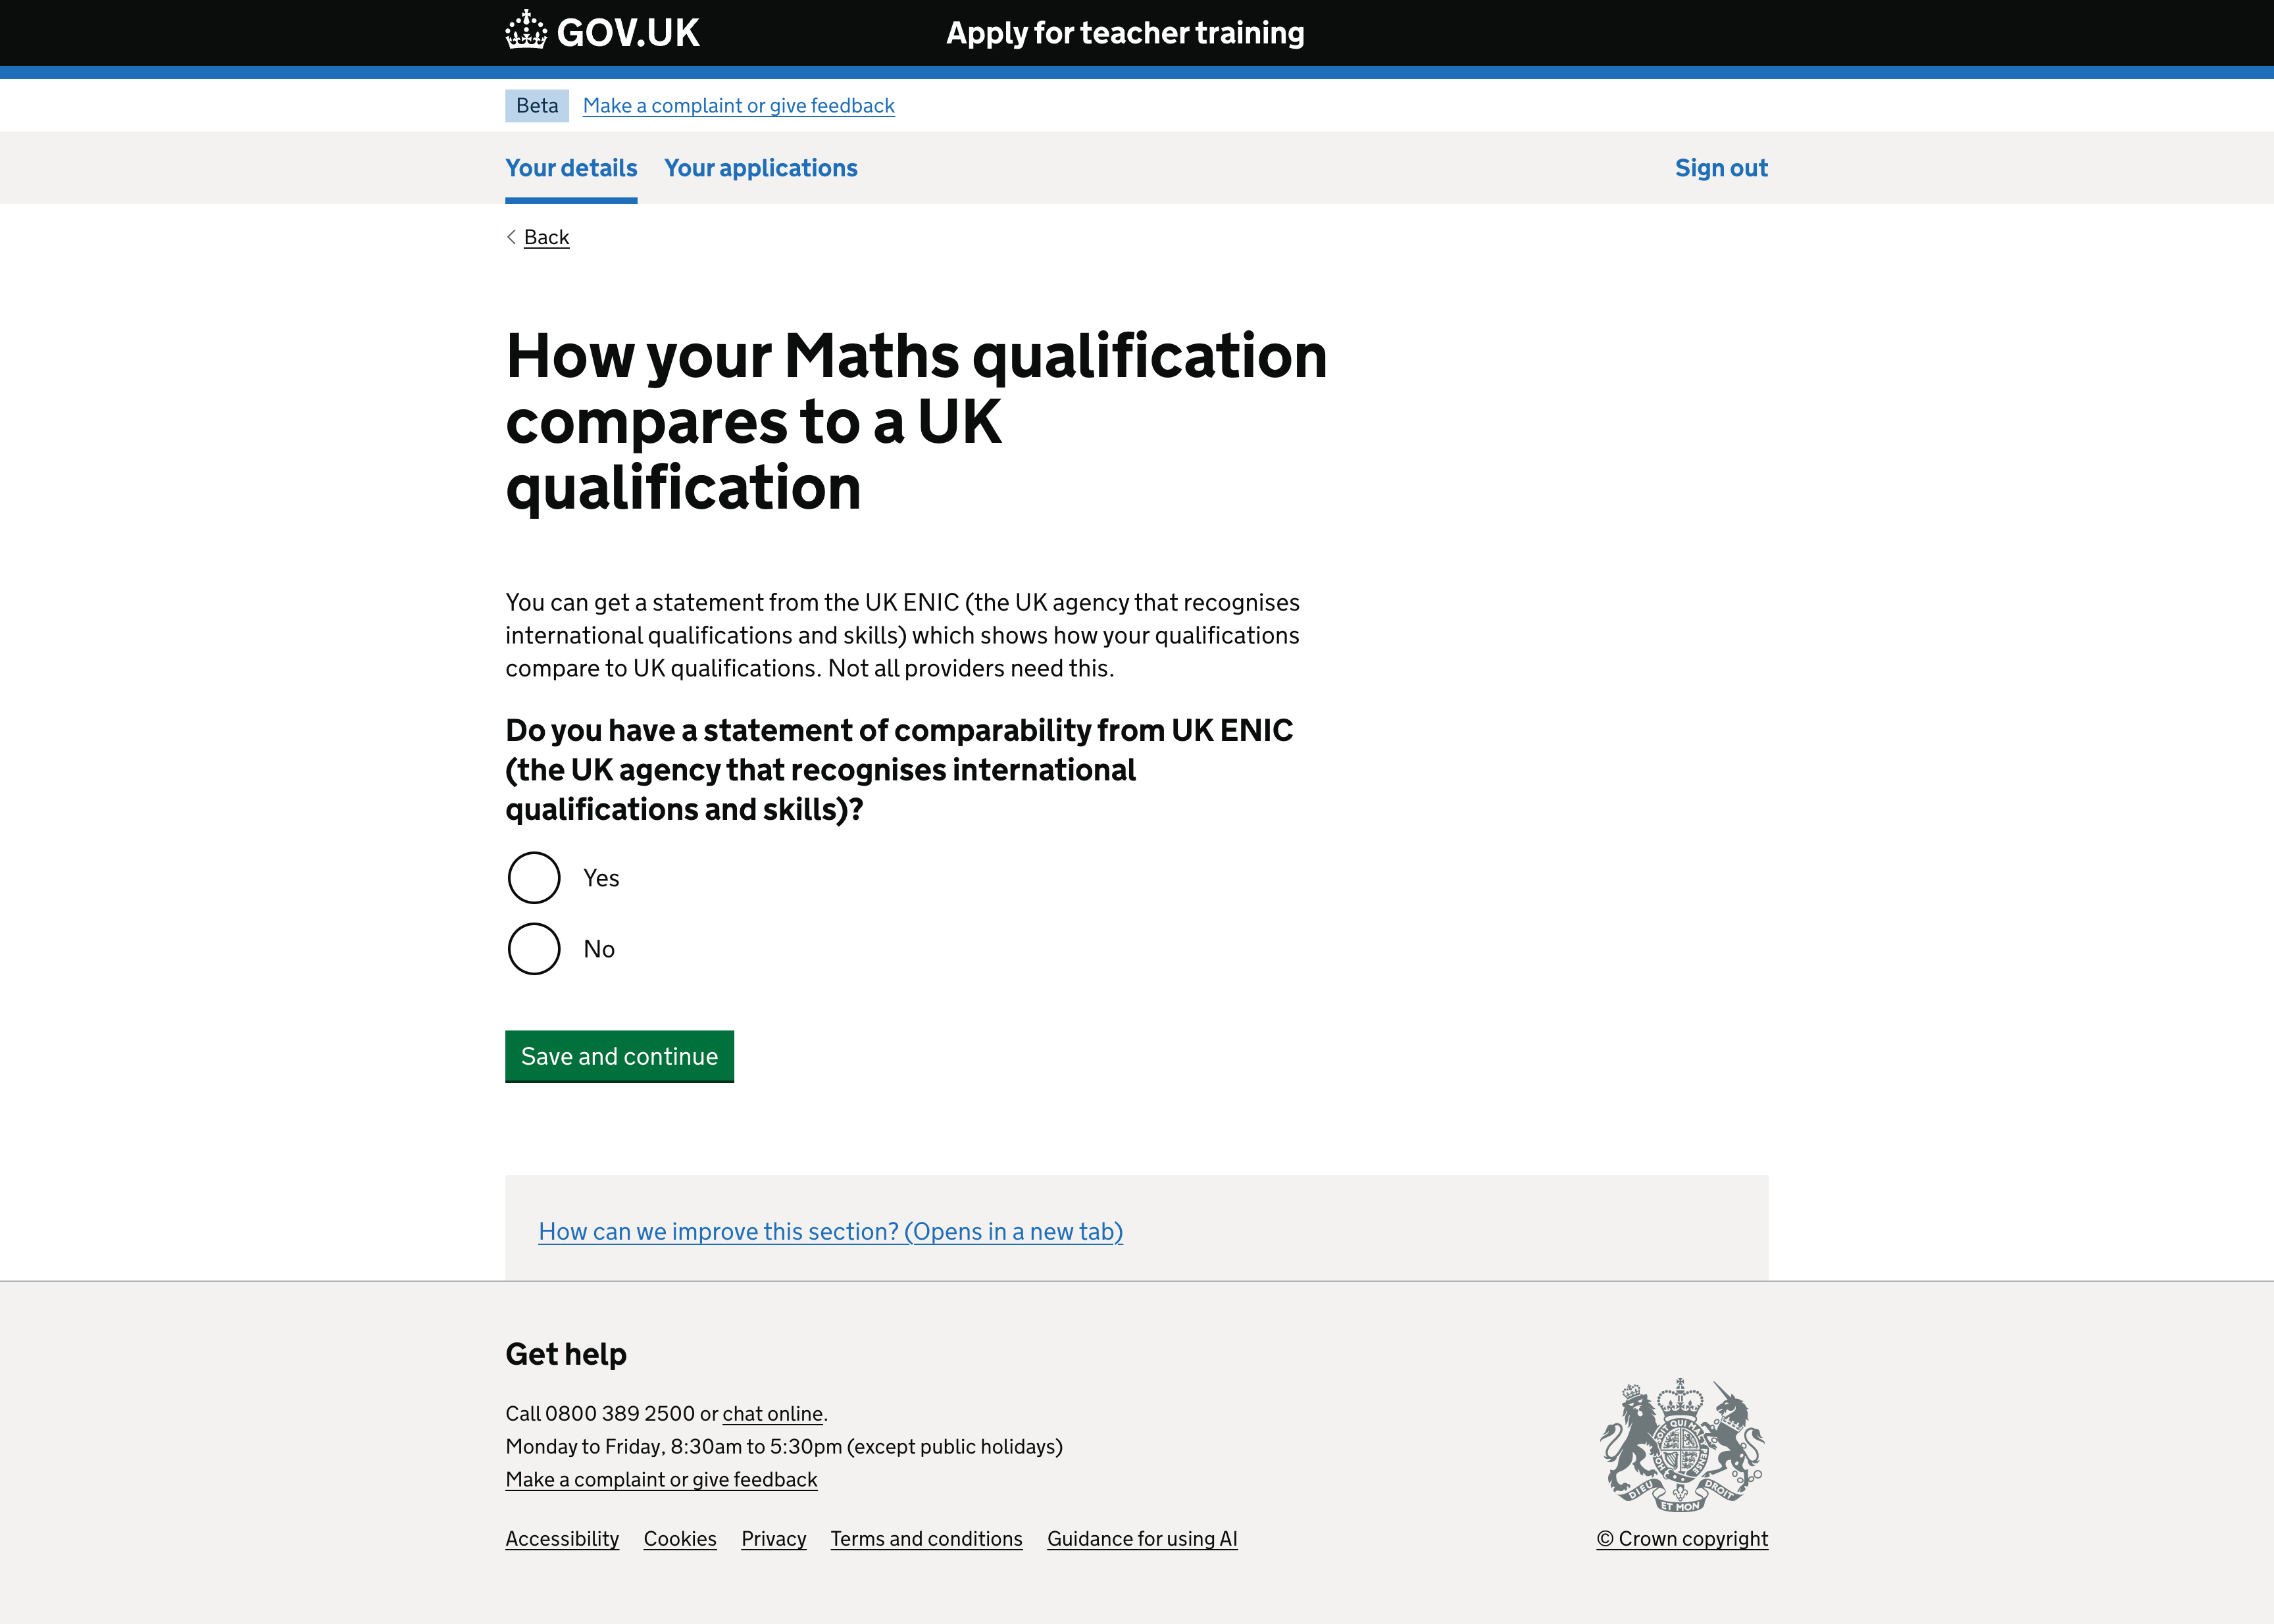 GOV.UK
Apply for teacher training
Beta
Make a complaint or give feedback
Your details
Your applications
Sign out
Back
How your Maths qualification
compares to a UK
qualification
You can get a statement from the UK ENIC (the UK agency that recognises
international qualifications and skills) which shows how your qualifications
compare to UK qualifications. Not all providers need this.
Do you have a statement of comparability from UK ENIC
(the UK agency that recognises international
qualifications and skills)?
Yes
No
Save and continue
How can we improve this section? (Opens in a new tab)
Get help
Call 0800 389 2500 or chat online.
Monday to Friday, 8:30am to 5:30pm (except public holidays)
Make a complaint or give feedback
DIEU ET MON DROIT
Accessibility
Cookies
Privacy
Terms and conditions
Guidance for using AI
© Crown copyright